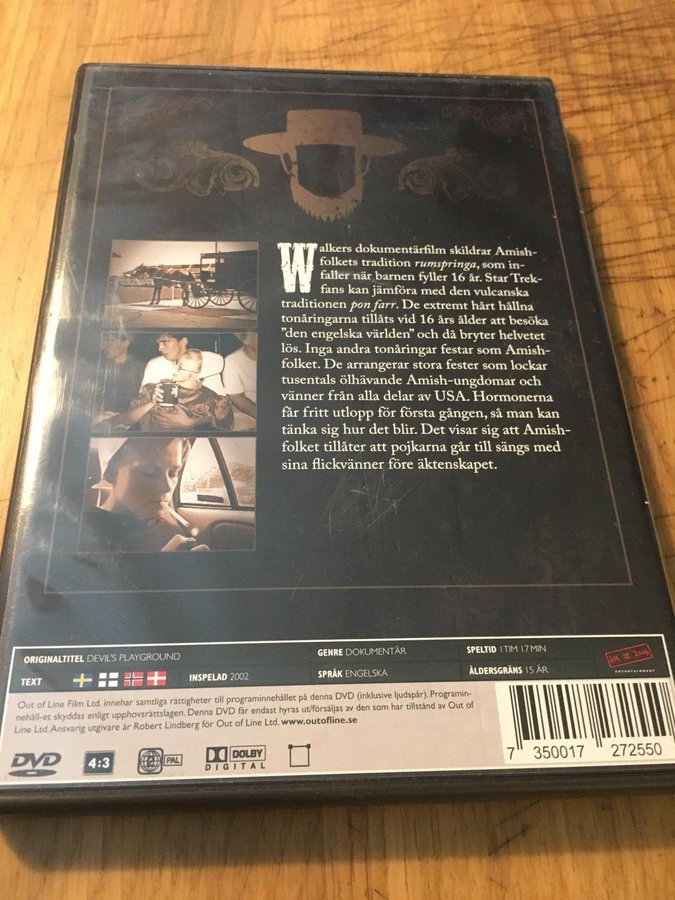 Walkers dokumentärfilm skildrar Amish-
folkets tradition rumspringa, som in-
faller när barnen fyller 16 år. Star Trek-
fans kan jämföra med den vulcanska
traditionen pon farr. De extremt hårt hållna
tonåringarna tillåts vid 16 års ålder att besöka
"den engelska världen" och då bryter helvetet
lös. Inga andra tonåringar festar som Amish-
folket. De arrangerar stora fester som lockar
tusentals ölhävande Amish-ungdomar och
vänner från alla delar av USA. Hormonerna
får fritt utlopp för första gången, så man kan
tänka sig hur det blir. Det visar sig att Amish-
folket tillåter att pojkarna går till sängs med
sina flickvänner före äktenskapet.
ORIGINALTITEL DEVIL'S PLAYGROUND
GENRE DOKUMENTÄR
SPELTID 1 TIM 17 MIN
TEXT
INSPELAD 2002
SPRÅK ENGELSKA
ÅLDERSGRÄNS 15 ÅR
Out of Line Film Ltd. innehar samtliga rättigheter till programinnehållet på denna DVD (inklusive ljudspår). Programin-
nehåll-et skyddas enligt upphovsrättslagen. Denna DVD får endast hyras ut/försäljas av den som har tillstånd av Out of
Line Ltd. Ansvarig utgivare är Robert Lindberg för Out of Line Ltd. www.outofline.se
DVD
4:3
PAL
DOLBY
DIGITAL
7 350017 272550